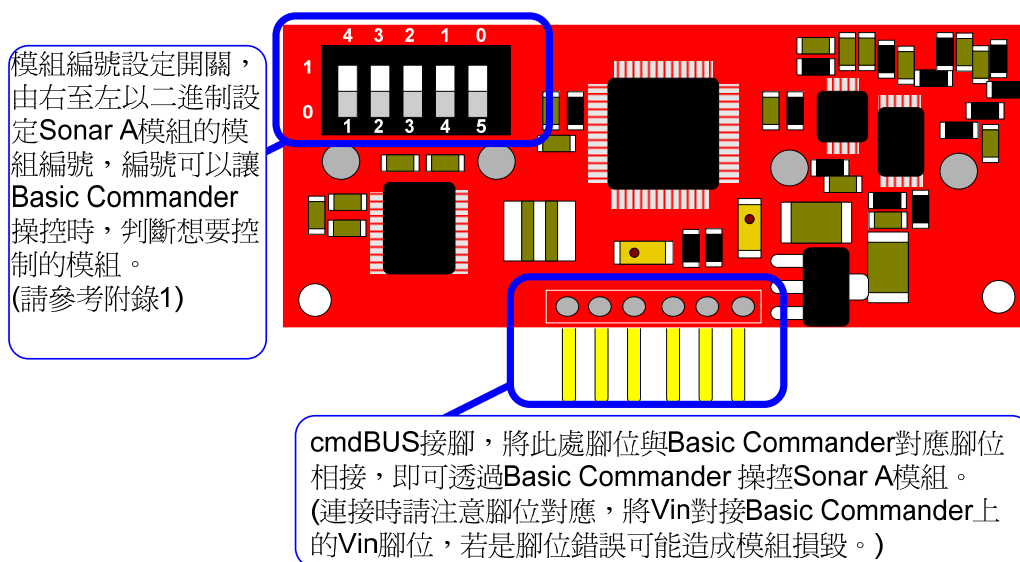 模組編號設定開關，
由右至左以二進制設
定Sonar A模組的模
組編號，編號可以讓
Basic Commander
操控時，判斷想要控
制的模組。
(請參考附錄1)
4 3 2 1 0
1
0
1 2 3 4 5
cmdBUS接腳，將此處腳位與Basic Commander對應腳位
相接，即可透過Basic Commander 操控Sonar A模組。
(連接時請注意腳位對應，將Vin對接Basic Commander上
的Vin腳位，若是腳位錯誤可能造成模組損毀。)